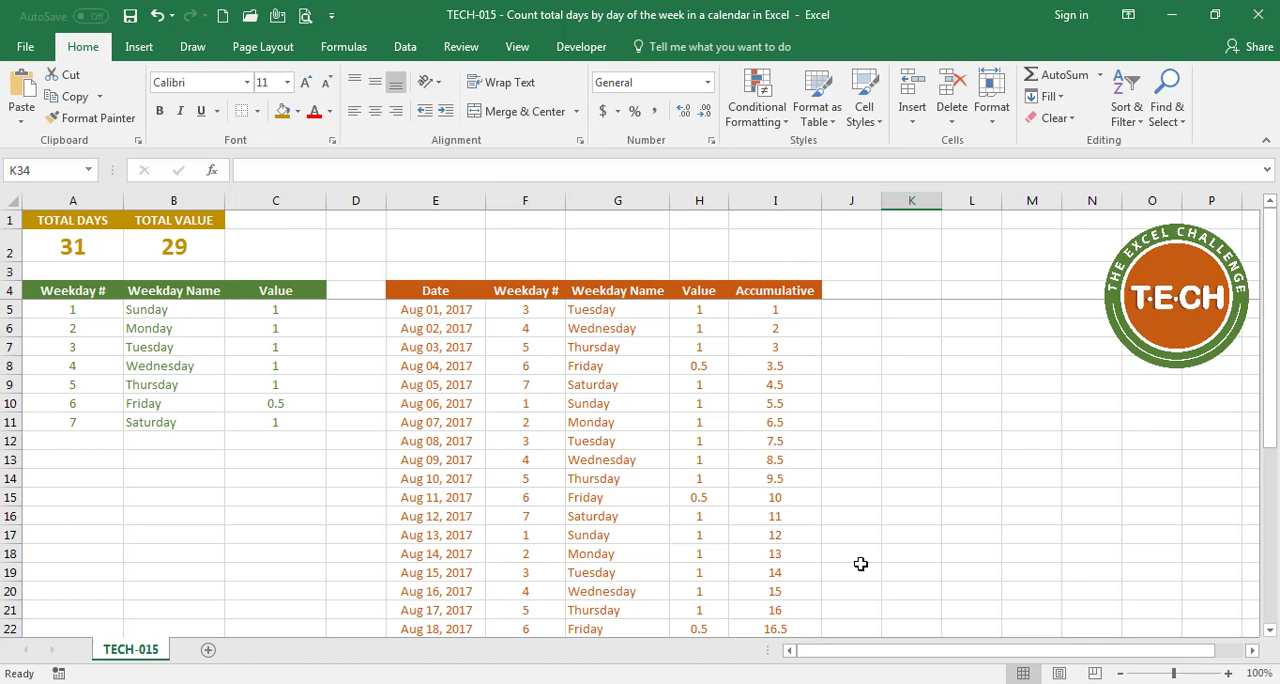 AutoSave Off
TECH-015 - Count total days by day of the week in a calendar in Excel - Excel
Sign in
File Home Insert Draw Page Layout Formulas Data Review View Developer Tell me what you want to do Share
Paste
Cut
Copy
Format Painter
Clipboard
Calibri 11
B I U
A A
Font
Wrap Text
Merge & Center
Alignment
General
$ % ,
Number
Conditional Formatting
Format as Table
Cell Styles
Styles
Insert
Delete
Format
Cells
AutoSum
Fill
Clear
Sort & Filter
Find & Select
Editing
K34
fx
A B C D E F G H I J K L M N O P
1 TOTAL DAYS TOTAL VALUE
2 31 29
3
4 Weekday # Weekday Name Value Date Weekday # Weekday Name Value Accumulative
5 1 Sunday 1 Aug 01, 2017 3 Tuesday 1 1
6 2 Monday 1 Aug 02, 2017 4 Wednesday 1 2
7 3 Tuesday 1 Aug 03, 2017 5 Thursday 1 3
8 4 Wednesday 1 Aug 04, 2017 6 Friday 0.5 3.5
9 5 Thursday 1 Aug 05, 2017 7 Saturday 1 4.5
10 6 Friday 0.5 Aug 06, 2017 1 Sunday 1 5.5
11 7 Saturday 1 Aug 07, 2017 2 Monday 1 6.5
12 Aug 08, 2017 3 Tuesday 1 7.5
13 Aug 09, 2017 4 Wednesday 1 8.5
14 Aug 10, 2017 5 Thursday 1 9.5
15 Aug 11, 2017 6 Friday 0.5 10
16 Aug 12, 2017 7 Saturday 1 11
17 Aug 13, 2017 1 Sunday 1 12
18 Aug 14, 2017 2 Monday 1 13
19 Aug 15, 2017 3 Tuesday 1 14
20 Aug 16, 2017 4 Wednesday 1 15
21 Aug 17, 2017 5 Thursday 1 16
22 Aug 18, 2017 6 Friday 0.5 16.5
THE EXCEL CHALLENGE
T·E·CH
TECH-015
Ready
100%